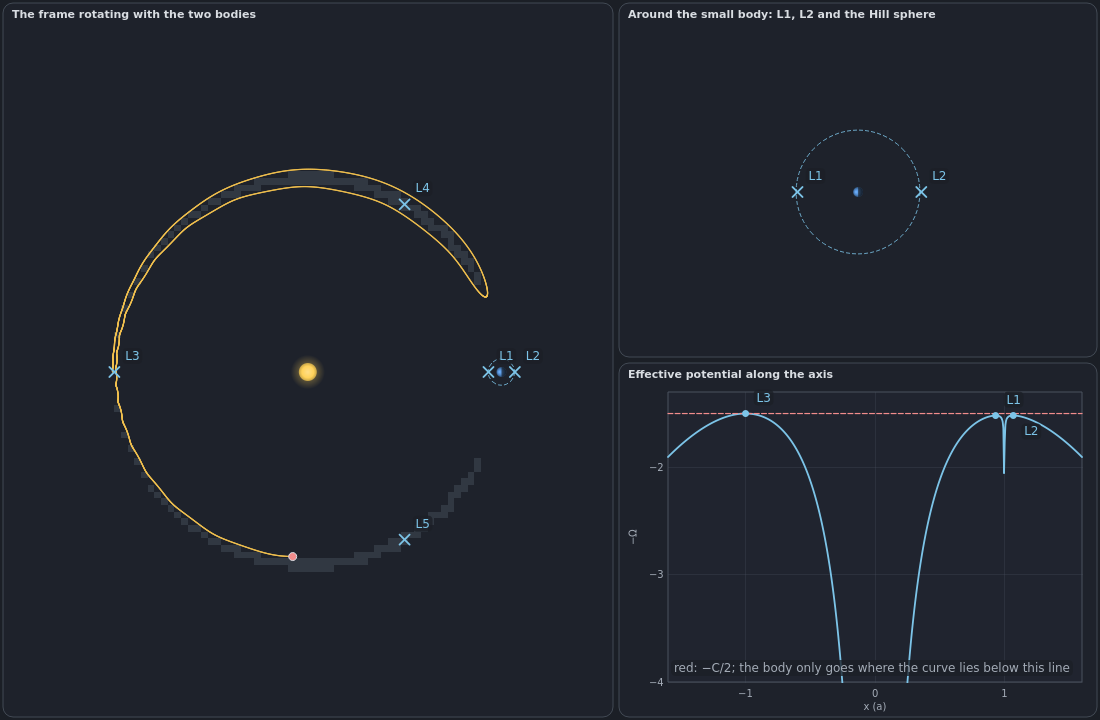 The frame rotating with the two bodies
L4
L3
L1
L2
L5
Around the small body: L1, L2 and the Hill sphere
L1
L2
Effective potential along the axis
L3
L1
L2
−2
−3
−4
−Ω
red: −C/2; the body only goes where the curve lies below this line
−1
0
1
x (a)